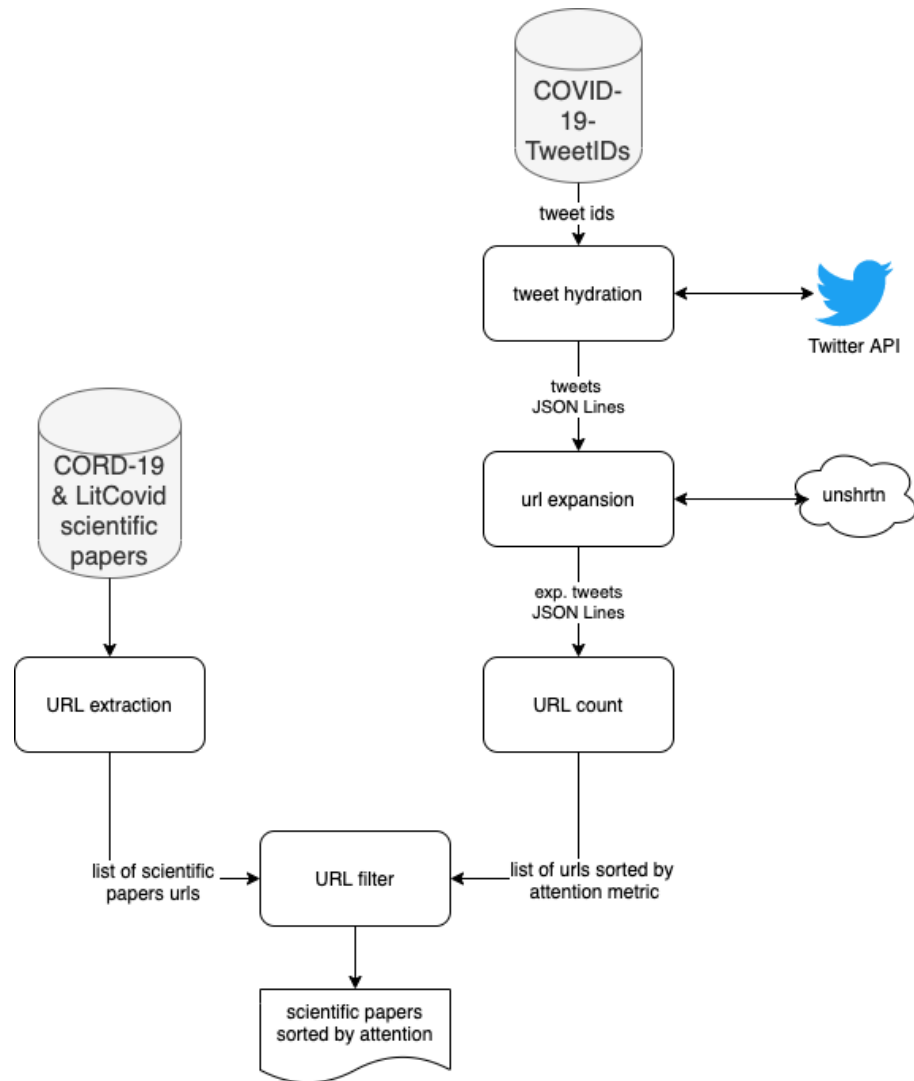 COVID-
19-
TweetIDs
tweet ids
tweet hydration
Twitter API
tweets
JSON Lines
CORD-19
& LitCovid
scientific
papers
url expansion
unshrtn
exp. tweets
JSON Lines
URL extraction
URL count
list of scientific
papers urls
URL filter
list of urls sorted by
attention metric
scientific papers
sorted by attention